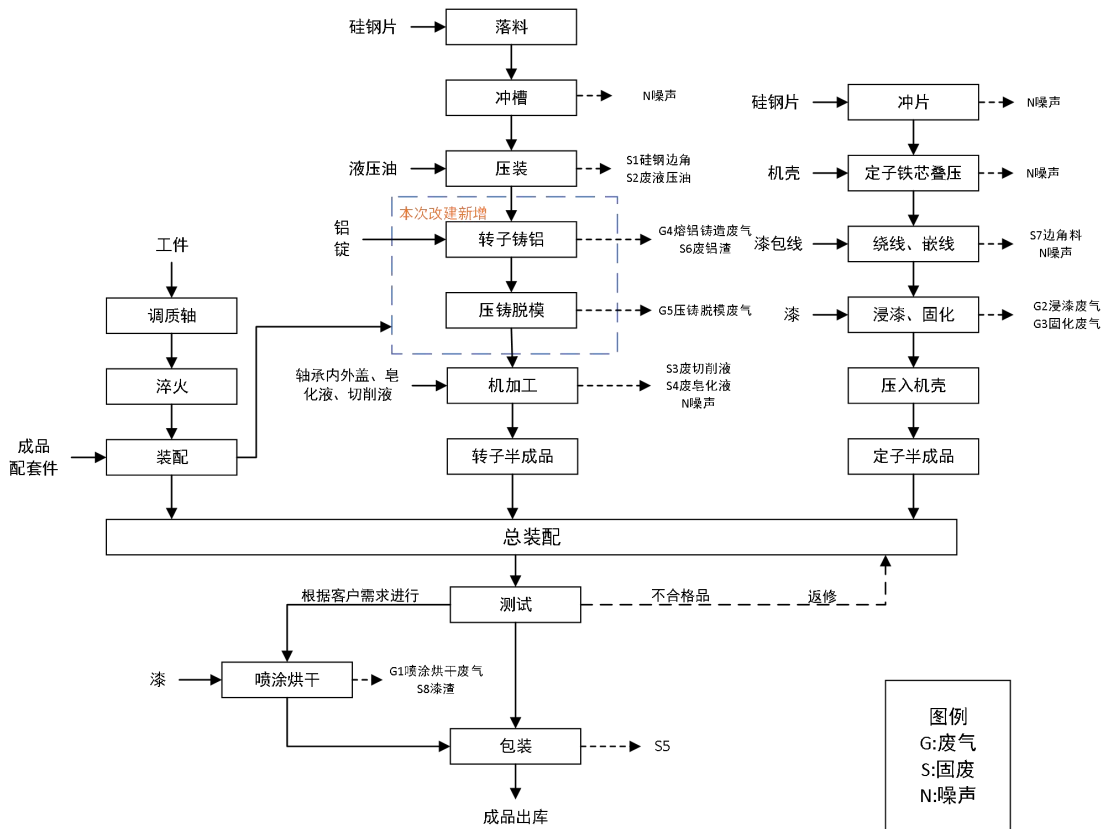 硅钢片
落料
冲槽
N噪声
硅钢片
冲片
N噪声
液压油
压装
S1硅钢边角
S2废液压油
机壳
定子铁芯叠压
N噪声
本次改建新增
铝
锭
转子铸铝
G4熔铝铸造废气
S6废铝渣
漆包线
绕线、嵌线
S7边角料
N噪声
工件
调质轴
压铸脱模
G5压铸脱模废气
漆
浸漆、固化
G2浸漆废气
G3固化废气
淬火
轴承内外盖、皂
化液、切削液
机加工
S3废切削液
S4废皂化液
N噪声
压入机壳
成品
配套件
装配
转子半成品
定子半成品
总装配
根据客户需求进行
测试
不合格品
返修
漆
喷涂烘干
G1喷涂烘干废气
S8漆渣
包装
S5
成品出库
图例
G:废气
S:固废
N:噪声